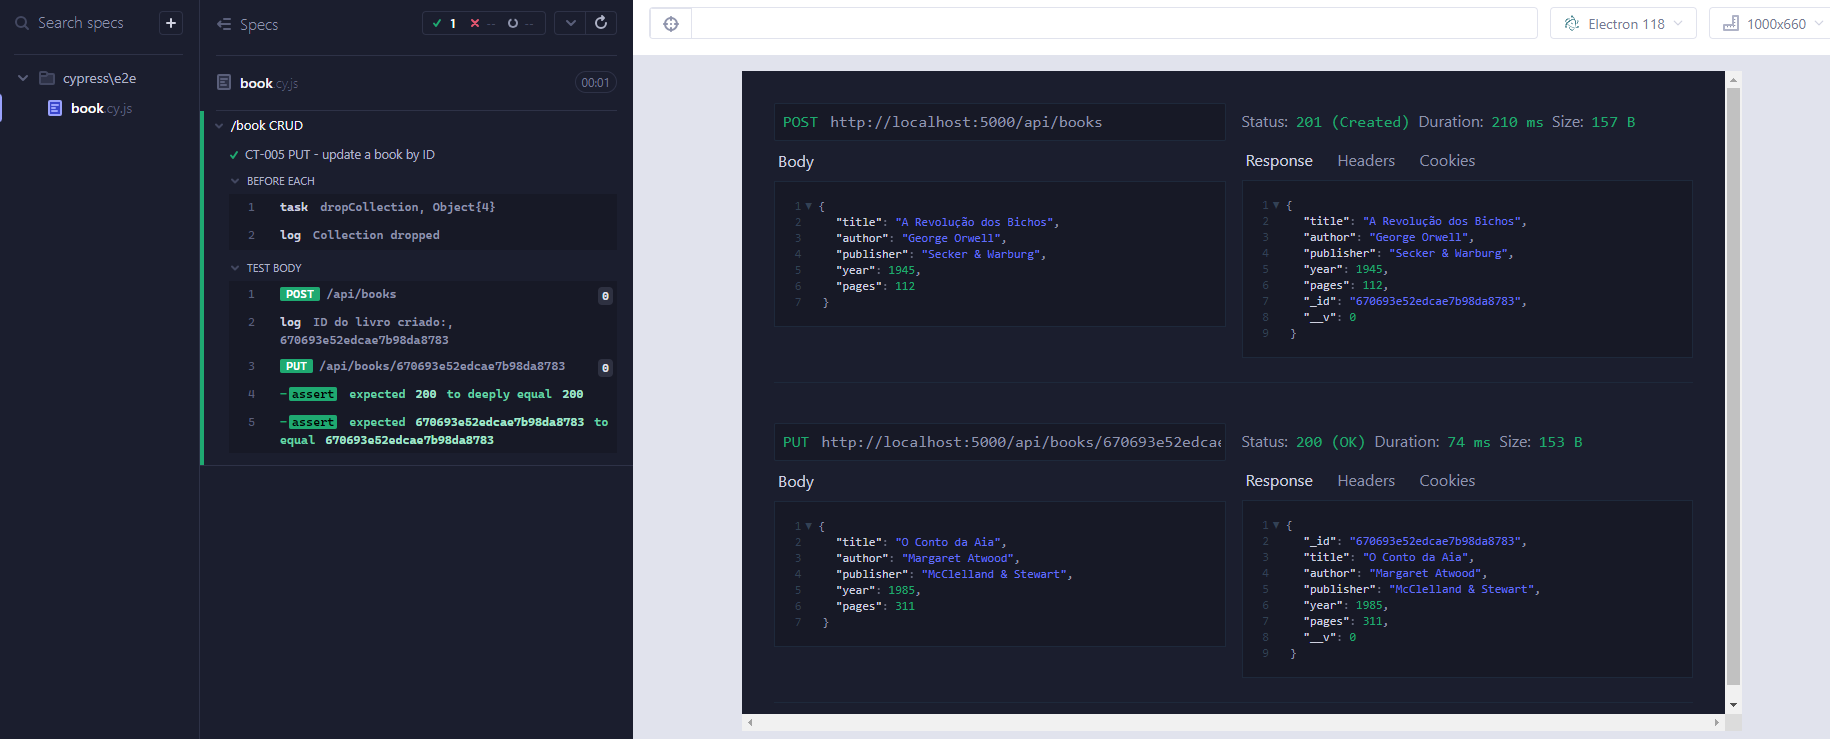 Search specs
+
cypress\e2e
book.cy.js
Specs
1 -- --
book.cy.js 00:01
/book CRUD
CT-005 PUT - update a book by ID
BEFORE EACH
1 task dropCollection, Object{4}
2 log Collection dropped
TEST BODY
1 POST /api/books 0
2 log ID do livro criado:,
670693e52edcae7b98da8783
3 PUT /api/books/670693e52edcae7b98da8783 0
4 -assert expected 200 to deeply equal 200
5 -assert expected 670693e52edcae7b98da8783 to
equal 670693e52edcae7b98da8783
Electron 118
1000x660
POST http://localhost:5000/api/books
Status: 201 (Created) Duration: 210 ms Size: 157 B
Body
1 {
2 "title": "A Revolução dos Bichos",
3 "author": "George Orwell",
4 "publisher": "Secker & Warburg",
5 "year": 1945,
6 "pages": 112
7 }
Response Headers Cookies
1 {
2 "title": "A Revolução dos Bichos",
3 "author": "George Orwell",
4 "publisher": "Secker & Warburg",
5 "year": 1945,
6 "pages": 112,
7 "_id": "670693e52edcae7b98da8783",
8 "__v": 0
9 }
PUT http://localhost:5000/api/books/670693e52edcae
Status: 200 (OK) Duration: 74 ms Size: 153 B
Body
1 {
2 "title": "O Conto da Aia",
3 "author": "Margaret Atwood",
4 "publisher": "McClelland & Stewart",
5 "year": 1985,
6 "pages": 311
7 }
Response Headers Cookies
1 {
2 "_id": "670693e52edcae7b98da8783",
3 "title": "O Conto da Aia",
4 "author": "Margaret Atwood",
5 "publisher": "McClelland & Stewart",
6 "year": 1985,
7 "pages": 311,
8 "__v": 0
9 }